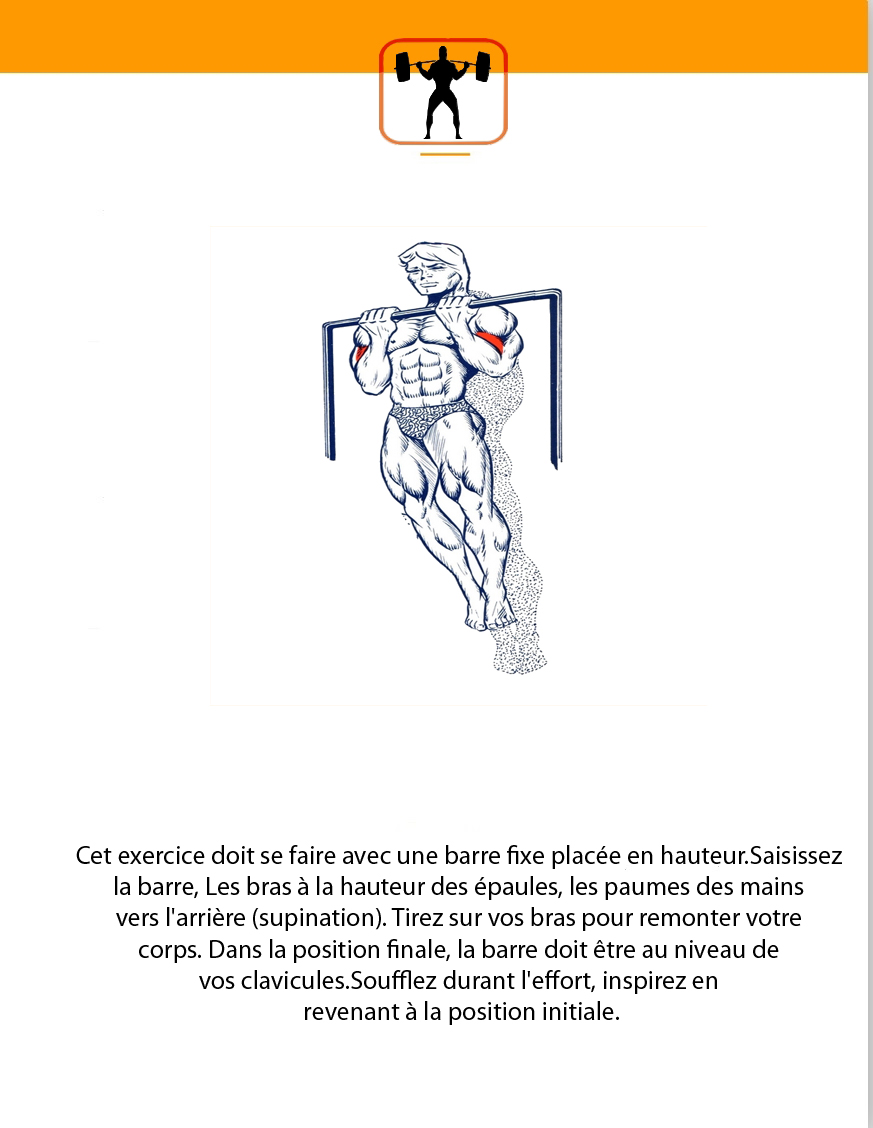 Cet exercice doit se faire avec une barre fixe placée en hauteur.Saisissez
la barre, Les bras à la hauteur des épaules, les paumes des mains
vers l'arrière (supination). Tirez sur vos bras pour remonter votre
corps. Dans la position finale, la barre doit être au niveau de
vos clavicules.Soufflez durant l'effort, inspirez en
revenant à la position initiale.